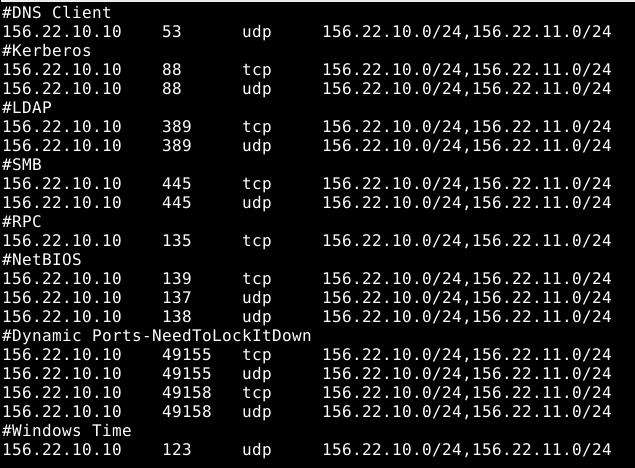 #DNS Client
156.22.10.10 53 udp 156.22.10.0/24,156.22.11.0/24
#Kerberos
156.22.10.10 88 tcp 156.22.10.0/24,156.22.11.0/24
156.22.10.10 88 udp 156.22.10.0/24,156.22.11.0/24
#LDAP
156.22.10.10 389 tcp 156.22.10.0/24,156.22.11.0/24
156.22.10.10 389 udp 156.22.10.0/24,156.22.11.0/24
#SMB
156.22.10.10 445 tcp 156.22.10.0/24,156.22.11.0/24
156.22.10.10 445 udp 156.22.10.0/24,156.22.11.0/24
#RPC
156.22.10.10 135 tcp 156.22.10.0/24,156.22.11.0/24
#NetBIOS
156.22.10.10 139 tcp 156.22.10.0/24,156.22.11.0/24
156.22.10.10 137 udp 156.22.10.0/24,156.22.11.0/24
156.22.10.10 138 udp 156.22.10.0/24,156.22.11.0/24
#Dynamic Ports-NeedToLockItDown
156.22.10.10 49155 tcp 156.22.10.0/24,156.22.11.0/24
156.22.10.10 49155 udp 156.22.10.0/24,156.22.11.0/24
156.22.10.10 49158 tcp 156.22.10.0/24,156.22.11.0/24
156.22.10.10 49158 udp 156.22.10.0/24,156.22.11.0/24
#Windows Time
156.22.10.10 123 udp 156.22.10.0/24,156.22.11.0/24